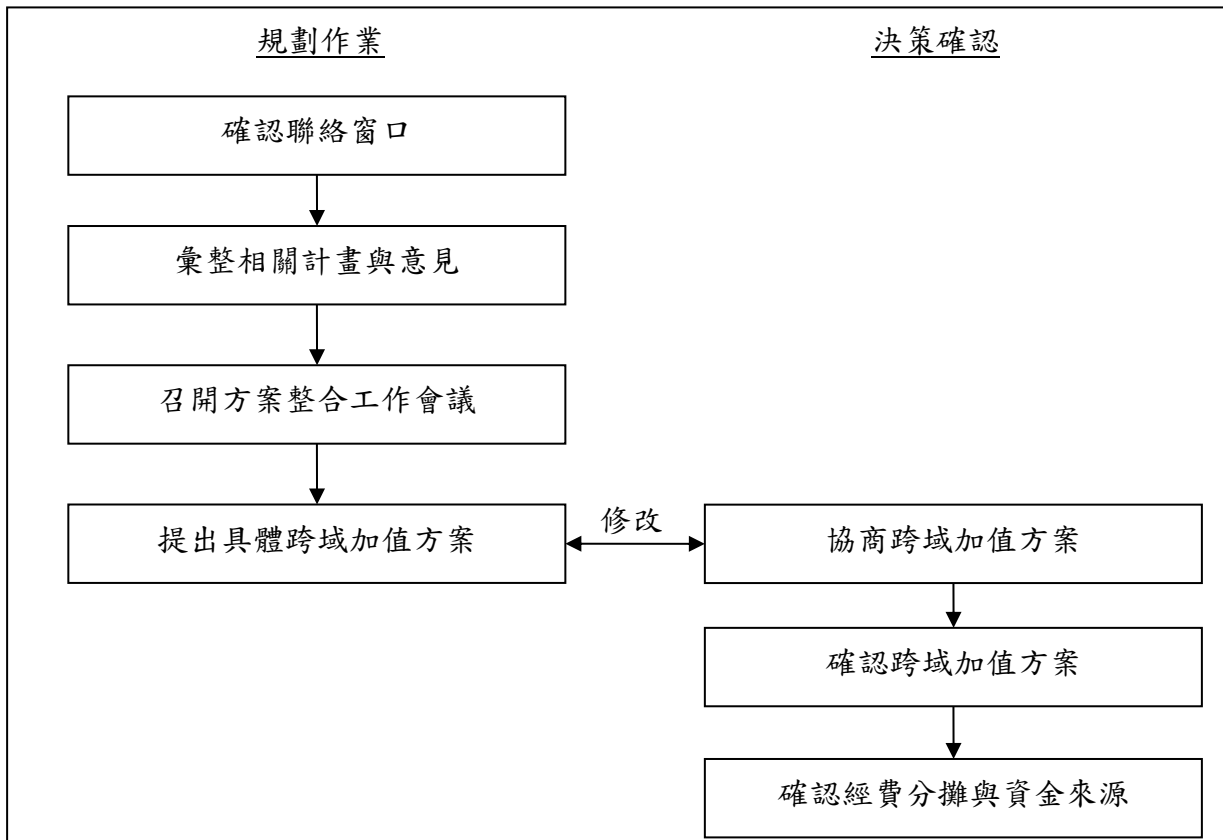 規劃作業
決策確認
確認聯絡窗口
彙整相關計畫與意見
召開方案整合工作會議
提出具體跨域加值方案
修改
協商跨域加值方案
確認跨域加值方案
確認經費分攤與資金來源